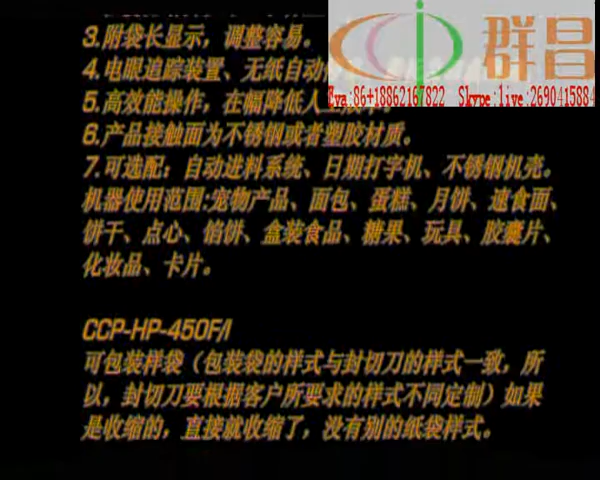 群昌
Eva:86+18862167822 Skype:live:2690415884
3.附袋长显示，调整容易。
4.电眼追踪装置、无纸自动
5.高效能操作，在幅降低人
6.产品接触面为不锈钢或者塑胶材质。
7.可选配：自动进料系统、日期打字机、不锈钢机壳。
机器使用范围:宠物产品、面包、蛋糕、月饼、速食面、
饼干、点心、馅饼、盒装食品、糖果、玩具、胶囊片、
化妆品、卡片。
CCP-HP-450F/I
可包装样袋（包装袋的样式与封切刀的样式一致，所
以，封切刀要根据客户所要求的样式不同定制）如果
是收缩的，直接就收缩了，没有别的纸袋样式。